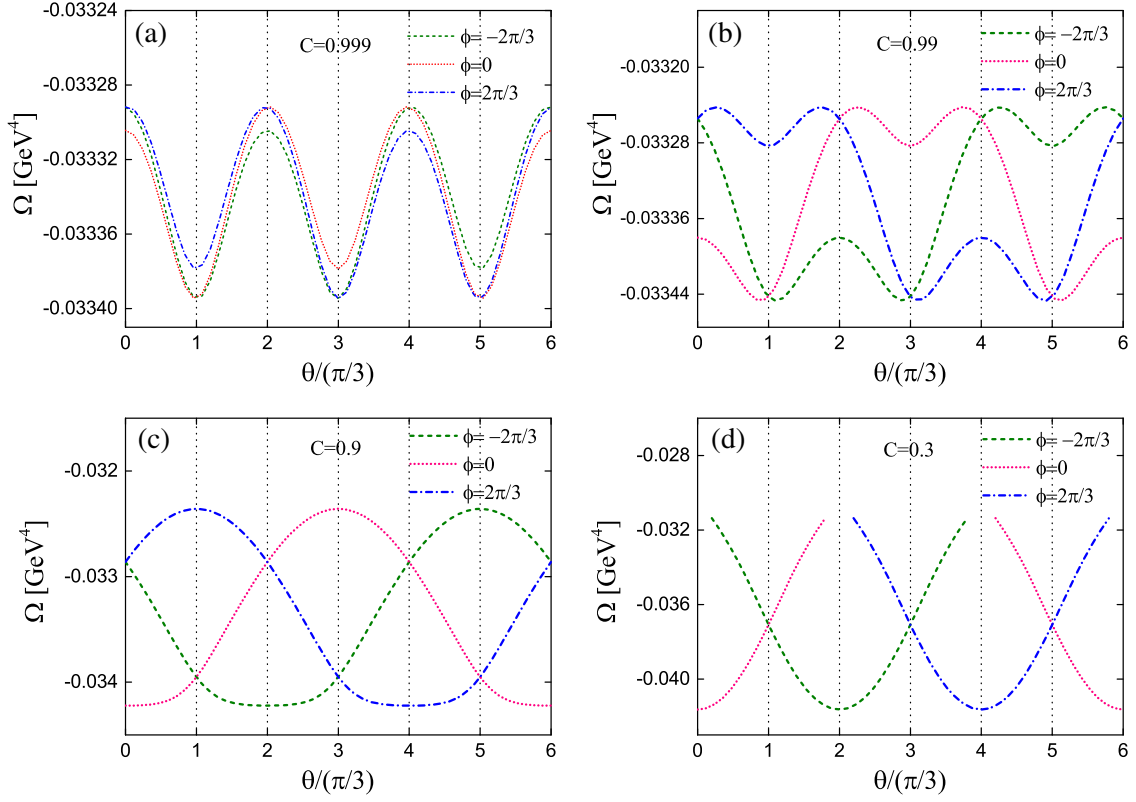 (a)
C=0.999
ϕ= −2π/3
ϕ=0
ϕ=2π/3
-0.03324
-0.03328
-0.03332
-0.03336
-0.03340
Ω [GeV⁴]
0 1 2 3 4 5 6
θ/(π/3)
(b)
C=0.99
ϕ= −2π/3
ϕ=0
ϕ=2π/3
-0.03320
-0.03328
-0.03336
-0.03344
Ω [GeV⁴]
0 1 2 3 4 5 6
θ/(π/3)
(c)
C=0.9
ϕ= −2π/3
ϕ=0
ϕ=2π/3
-0.032
-0.033
-0.034
Ω [GeV⁴]
0 1 2 3 4 5 6
θ/(π/3)
(d)
C=0.3
ϕ= −2π/3
ϕ=0
ϕ=2π/3
-0.028
-0.032
-0.036
-0.040
Ω [GeV⁴]
0 1 2 3 4 5 6
θ/(π/3)